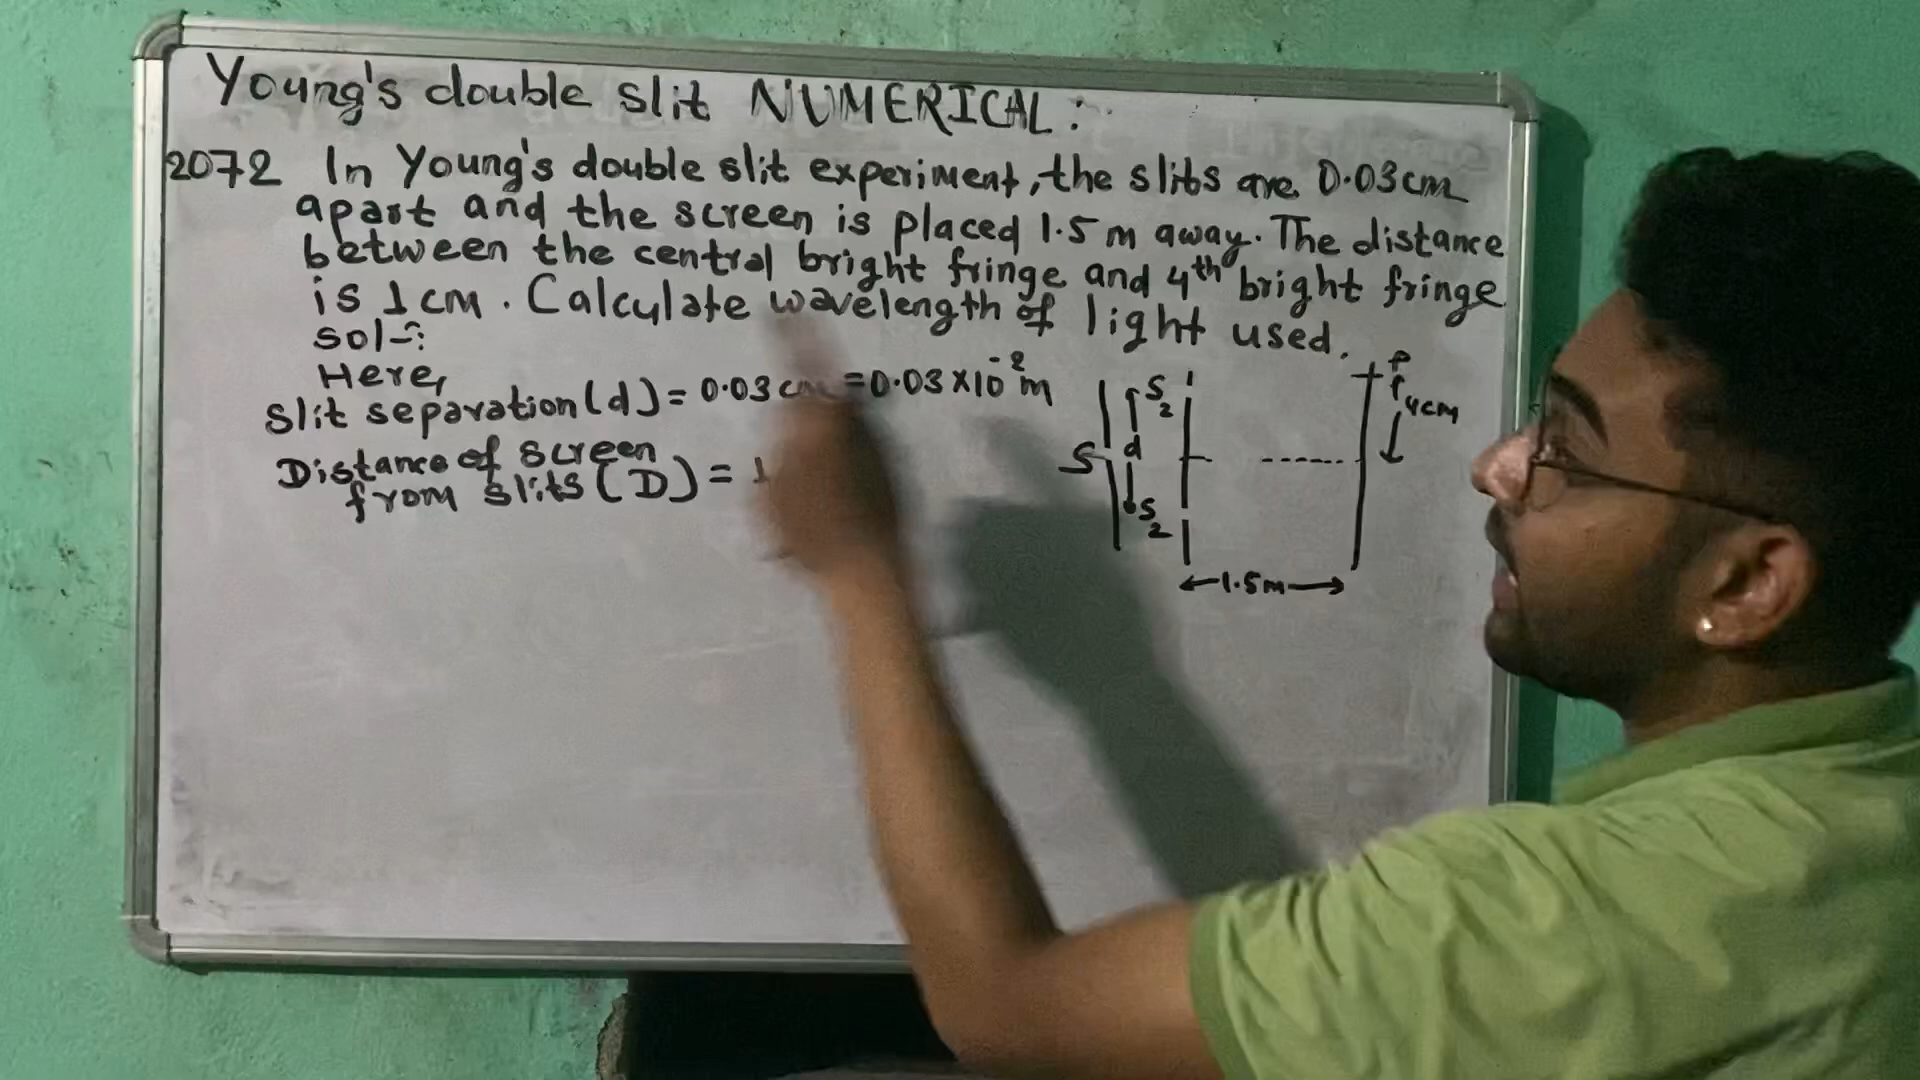 Young's double slit NUMERICAL:
2072 In Young's double slit experiment, the slits are 0.03cm
apart and the screen is placed 1.5m away. The distance
between the central bright fringe and 4th bright fringe
is 1cm. Calculate wavelength of light used.
sol-:
Here,
Slit separation(d) = 0.03 cm = 0.03×10⁻²m
Distance of screen
from slits (D) = 1
S
S2
d
S2
P
4cm
1.5m